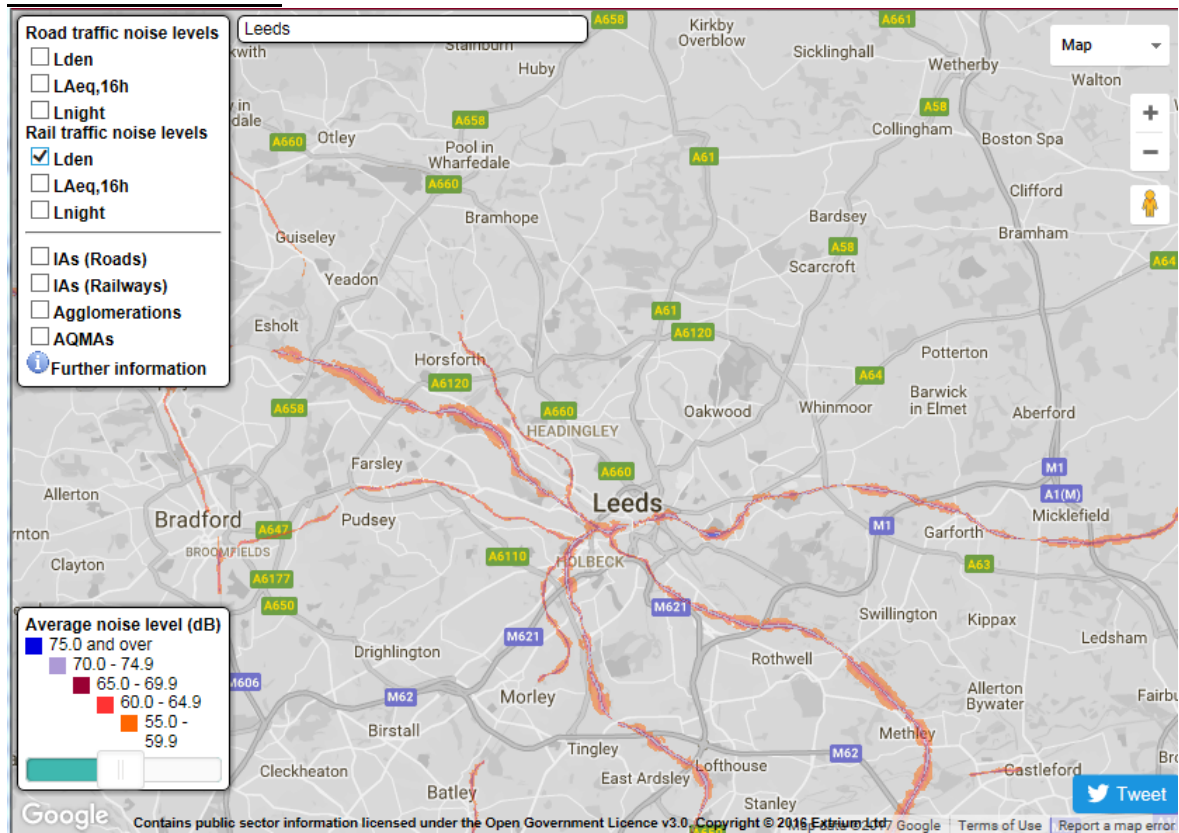 Road traffic noise levels
Lden
LAeq,16h
Lnight
Rail traffic noise levels
Lden
LAeq,16h
Lnight
IAs (Roads)
IAs (Railways)
Agglomerations
AQMAs
Further information
Leeds
Map
+
−
A658
Kirkby
Overblow
A661
Sicklinghall
Wetherby
Walton
Stainburn
Huby
A58
Collingham
Boston Spa
A658
Otley
A660
Pool in
Wharfedale
A61
A660
Clifford
Bramhope
Bardsey
Bramham
Guiseley
A58
Scarcroft
A64
Yeadon
A61
Esholt
A6120
Horsforth
Potterton
A6120
A64
Barwick
in Elmet
A658
A660
Oakwood
Whinmoor
Aberford
HEADINGLEY
Farsley
A660
M1
Allerton
Leeds
A1(M)
Bradford
Pudsey
Micklefield
A647
M1
Garforth
BROOMFIELDS
A6110
HOLBECK
A63
Clayton
A6177
A650
M621
Swillington
Kippax
M621
Ledsham
Drighlington
Rothwell
M606
M62
Morley
Allerton
Bywater
Birstall
Methley
Tingley
M62
Cleckheaton
East Ardsley
Lofthouse
Castleford
Batley
Stanley
Average noise level (dB)
75.0 and over
70.0 - 74.9
65.0 - 69.9
60.0 - 64.9
55.0 -
59.9
Tweet
Google
Contains public sector information licensed under the Open Government Licence v3.0. Copyright © 2016 Extrium Ltd
Map data ©2017 Google
Terms of Use
Report a map error